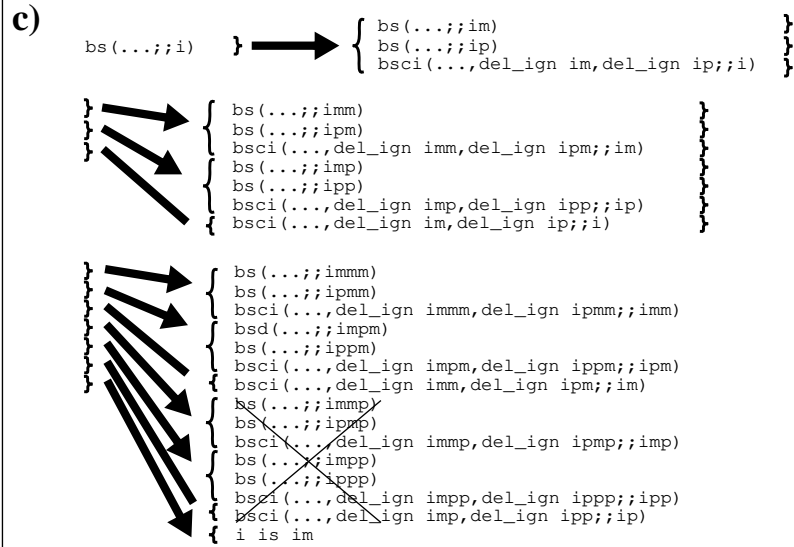 c)
bs(...;;i) } { bs(...;;im) }
bs(...;;ip) }
bsci(...,del_ign im,del_ign ip;;i) }
} { bs(...;;imm) }
} bs(...;;ipm) }
} bsci(...,del_ign imm,del_ign ipm;;im) }
{ bs(...;;imp) }
bs(...;;ipp) }
bsci(...,del_ign imp,del_ign ipp;;ip) }
{ bsci(...,del_ign im,del_ign ip;;i) }
} { bs(...;;immm)
} bs(...;;ipmm)
} bsci(...,del_ign immm,del_ign ipmm;;imm)
} { bsd(...;;impm)
} bs(...;;ippm)
} bsci(...,del_ign impm,del_ign ippm;;ipm)
} { bsci(...,del_ign imm,del_ign ipm;;im)
{ bs(...;;immp)
bs(...;;ipmp)
bsci(...,del_ign immp,del_ign ipmp;;imp)
{ bs(...;;impp)
bs(...;;ippp)
bsci(...,del_ign impp,del_ign ippp;;ipp)
{ bsci(...,del_ign imp,del_ign ipp;;ip)
{ i is im